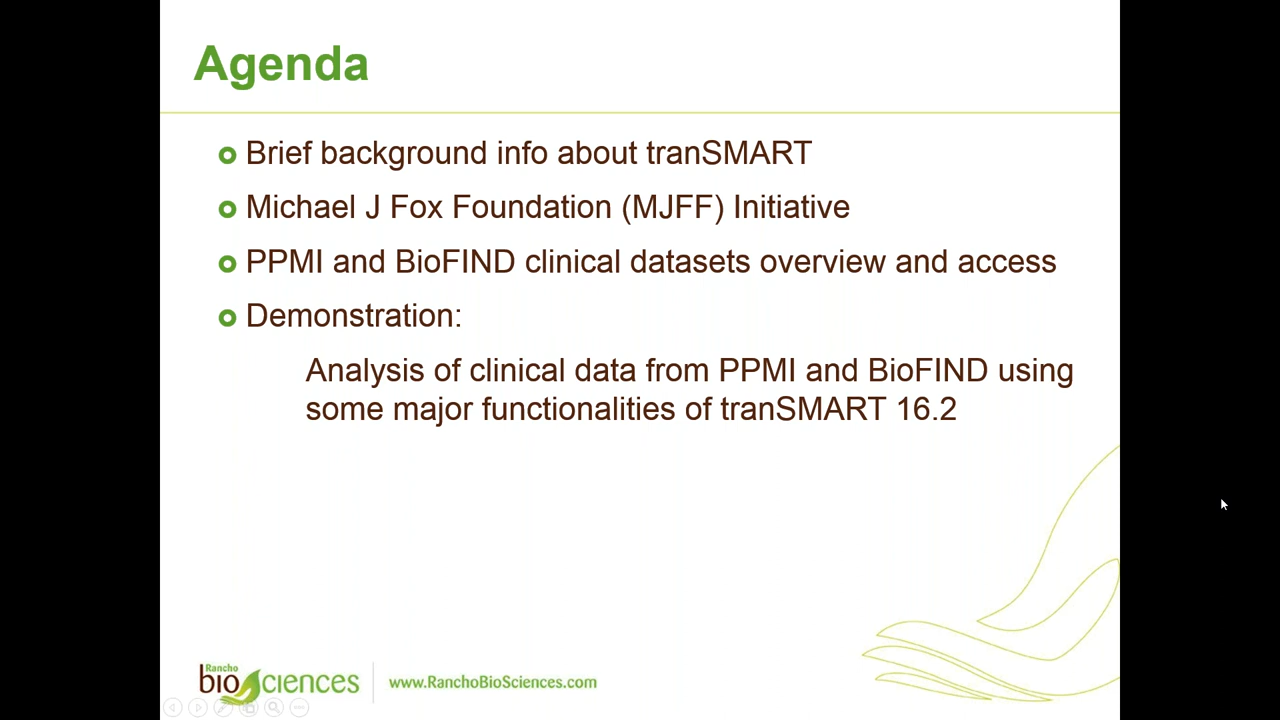 Agenda
Brief background info about tranSMART
Michael J Fox Foundation (MJFF) Initiative
PPMI and BioFIND clinical datasets overview and access
Demonstration:
Analysis of clinical data from PPMI and BioFIND using
some major functionalities of tranSMART 16.2
Rancho
bioSciences
www.RanchoBioSciences.com